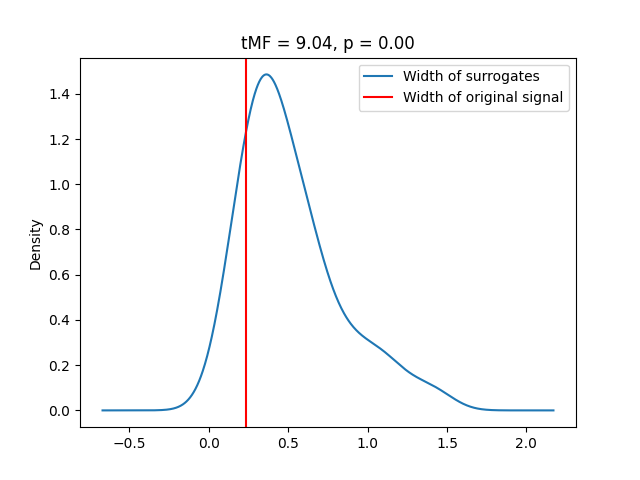 tMF = 9.04, p = 0.00
Width of surrogates
Width of original signal
Density
1.4
1.2
1.0
0.8
0.6
0.4
0.2
0.0
−0.5 0.0 0.5 1.0 1.5 2.0